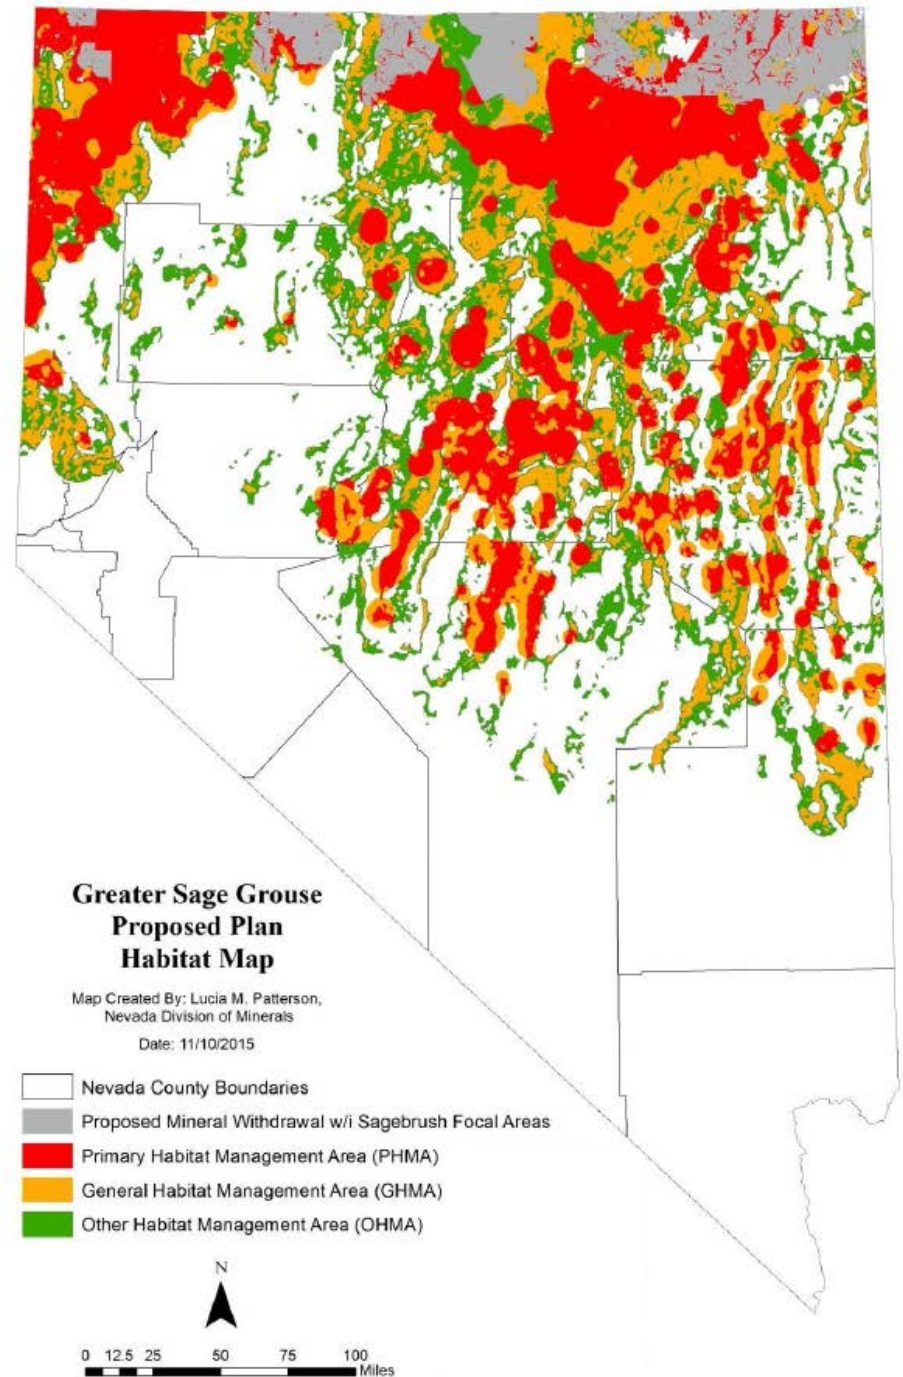 Greater Sage Grouse
Proposed Plan
Habitat Map
Map Created By: Lucia M. Patterson,
Nevada Division of Minerals
Date: 11/10/2015
Nevada County Boundaries
Proposed Mineral Withdrawal w/i Sagebrush Focal Areas
Primary Habitat Management Area (PHMA)
General Habitat Management Area (GHMA)
Other Habitat Management Area (OHMA)
N
0 12.5 25 50 75 100
Miles